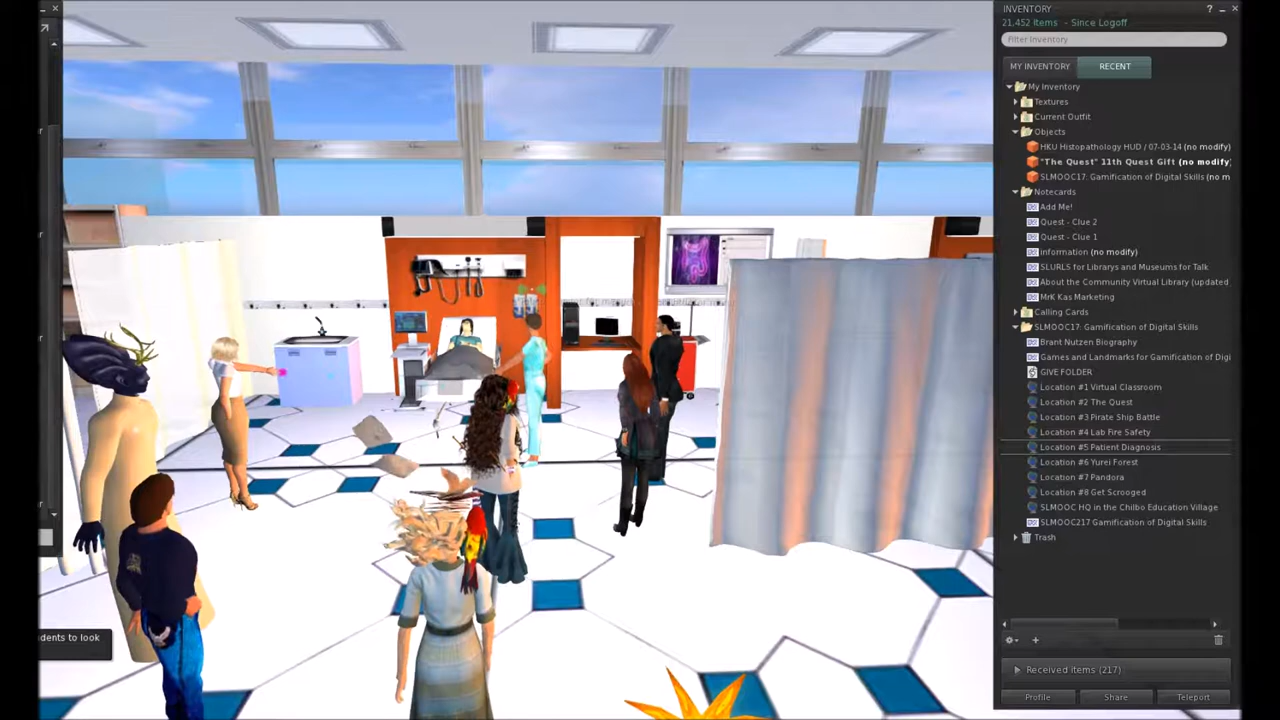 INVENTORY
21,452 Items - Since Logoff
Filter Inventory
MY INVENTORY
RECENT
My Inventory
Textures
Current Outfit
Objects
HKU Histopathology HUD / 07-03-14 (no modify)
"The Quest" 11th Quest Gift (no modify)
SLMOOC17: Gamification of Digital Skills (no m
Notecards
Add Me!
Quest - Clue 2
Quest - Clue 1
information (no modify)
SLURLS for Librarys and Museums for Talk
About the Community Virtual Library (updated
MrK Kas Marketing
Calling Cards
SLMOOC17: Gamification of Digital Skills
Brant Nutzen Biography
Games and Landmarks for Gamification of Digi
GIVE FOLDER
Location #1 Virtual Classroom
Location #2 The Quest
Location #3 Pirate Ship Battle
Location #4 Lab Fire Safety
Location #5 Patient Diagnosis
Location #6 Yurei Forest
Location #7 Pandora
Location #8 Get Scrooged
SLMOOC HQ in the Chilbo Education Village
SLMOOC217 Gamification of Digital Skills
Trash
Received Items (217)
Profile
Share
Teleport
dents to look